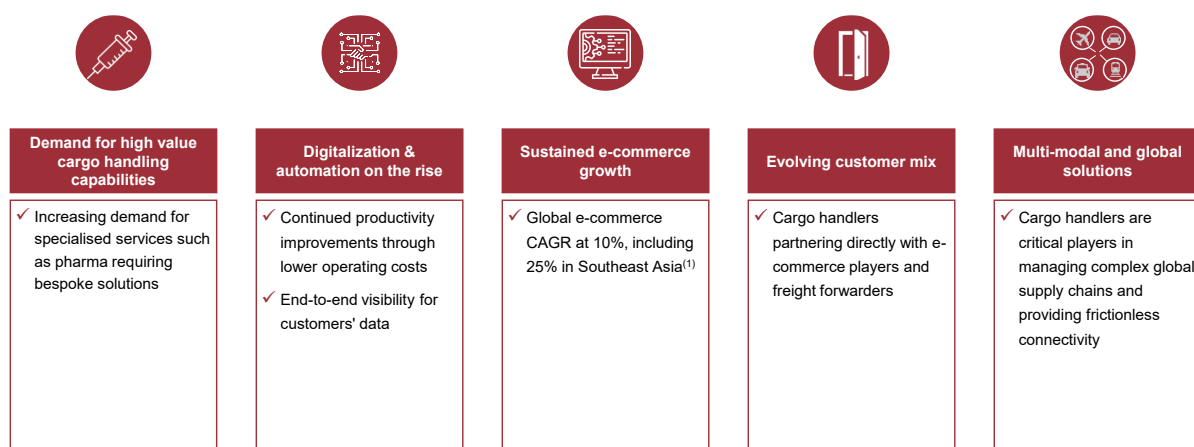 Demand for high value
cargo handling
capabilities
✓ Increasing demand for
specialised services such
as pharma requiring
bespoke solutions
Digitalization &
automation on the rise
✓ Continued productivity
improvements through
lower operating costs
✓ End-to-end visibility for
customers' data
Sustained e-commerce
growth
✓ Global e-commerce
CAGR at 10%, including
25% in Southeast Asia(1)
Evolving customer mix
✓ Cargo handlers
partnering directly with e-
commerce players and
freight forwarders
Multi-modal and global
solutions
✓ Cargo handlers are
critical players in
managing complex global
supply chains and
providing frictionless
connectivity